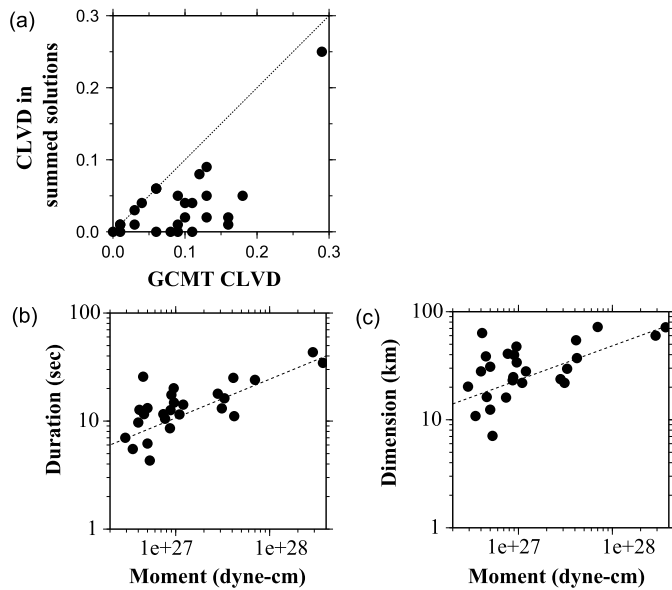 (a)
0.3
0.2
0.1
0.0
CLVD in
summed solutions
0.0 0.1 0.2 0.3
GCMT CLVD
(b)
100
10
1
Duration (sec)
1e+27 1e+28
Moment (dyne-cm)
(c)
100
10
1
Dimension (km)
1e+27 1e+28
Moment (dyne-cm)